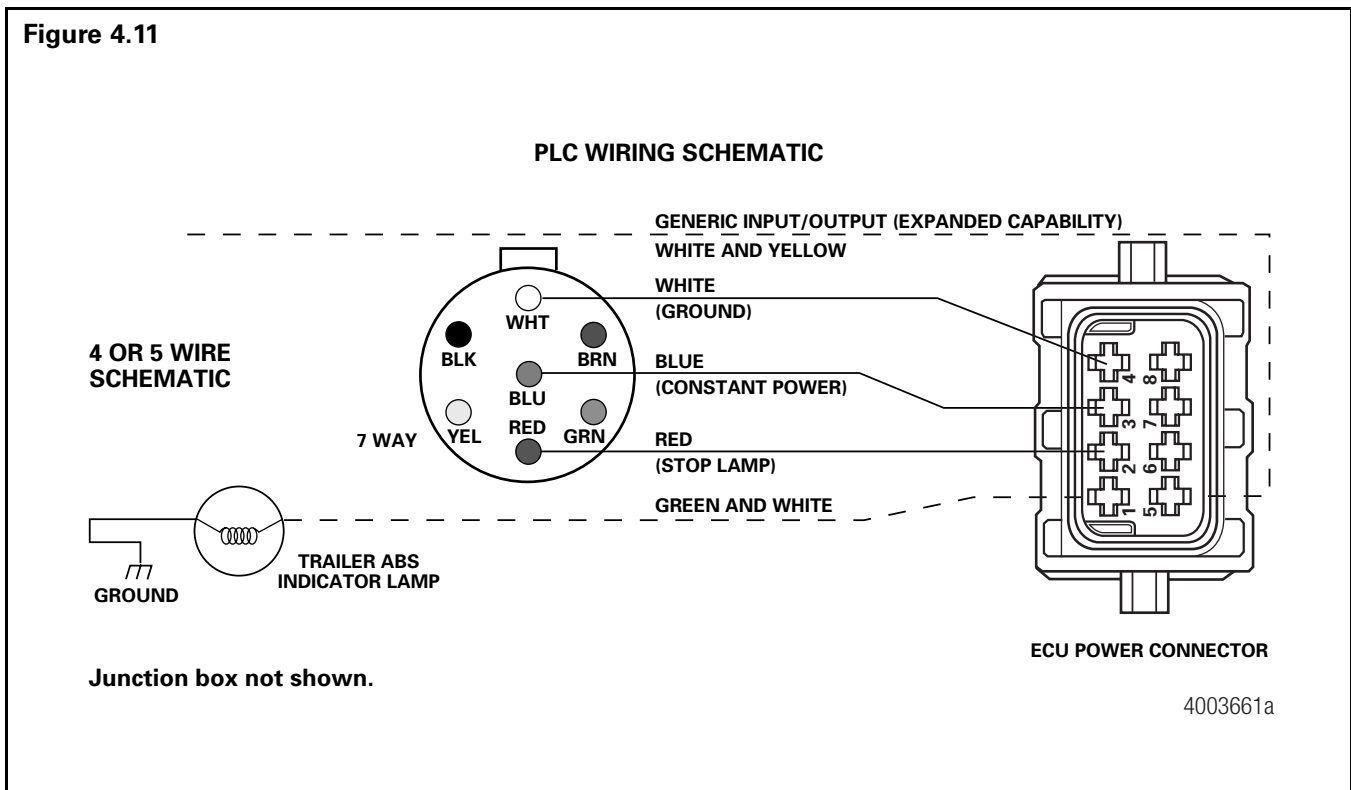 Figure 4.11
PLC WIRING SCHEMATIC
GENERIC INPUT/OUTPUT (EXPANDED CAPABILITY)
WHITE AND YELLOW
WHITE
(GROUND)
WHT
BLK
BRN
4 OR 5 WIRE
SCHEMATIC
BLUE
(CONSTANT POWER)
BLU
7 WAY
YEL
RED
GRN
RED
(STOP LAMP)
GREEN AND WHITE
4
8
3
7
2
6
1
5
TRAILER ABS
INDICATOR LAMP
GROUND
ECU POWER CONNECTOR
Junction box not shown.
4003661a